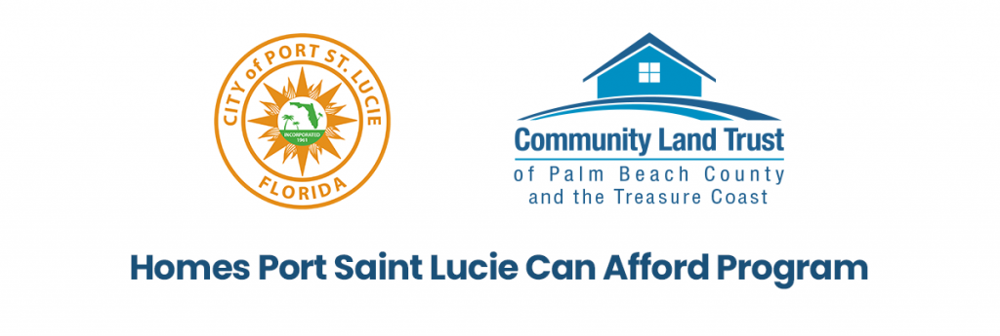 CITY of PORT ST. LUCIE
INCORPORATED
1961
FLORIDA
Community Land Trust
of Palm Beach County
and the Treasure Coast
Homes Port Saint Lucie Can Afford Program